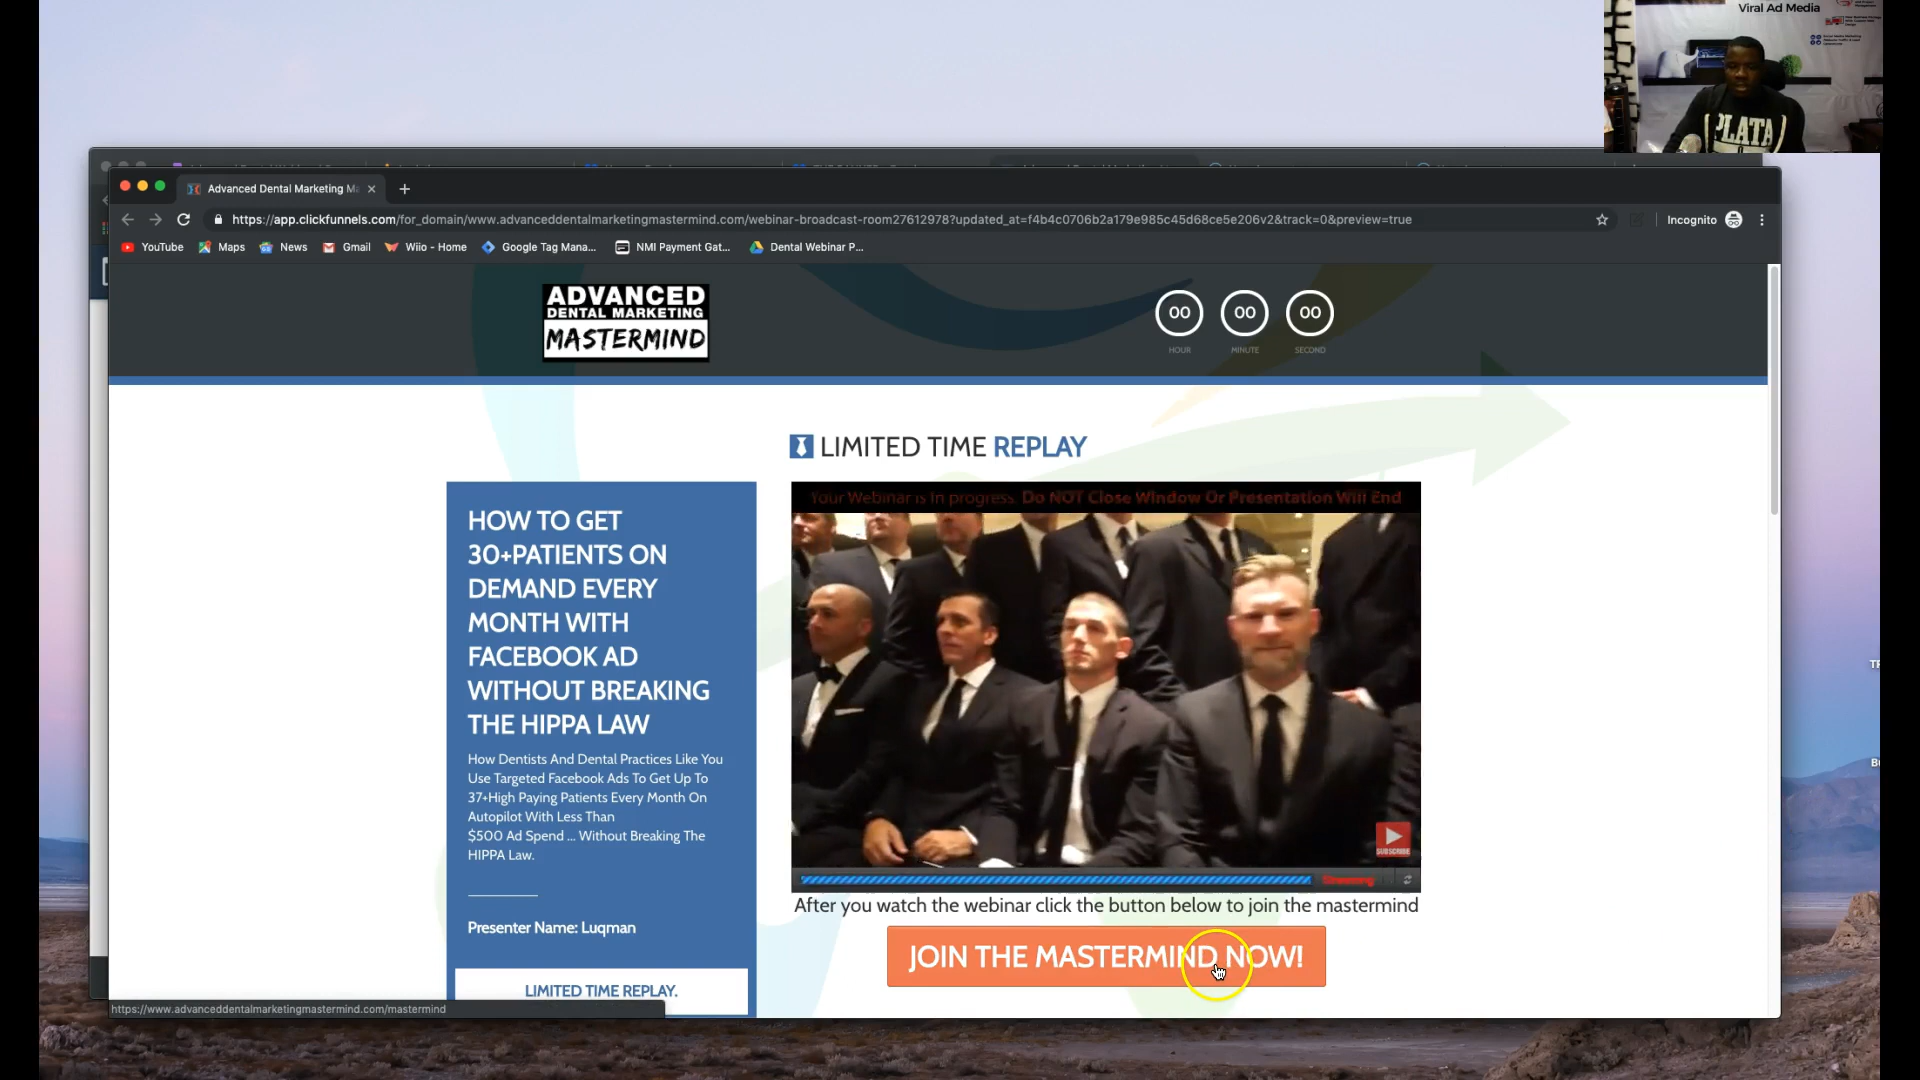 Viral Ad Media
PLATA
Advanced Dental Marketing Ma
https://app.clickfunnels.com/for_domain/www.advanceddentalmarketingmastermind.com/webinar-broadcast-room27612978?updated_at=f4b4c0706b2a179e985c45d68ce5e206v2&track=0&preview=true
Incognito
YouTube Maps News Gmail Wiio - Home Google Tag Mana... NMI Payment Gat... Dental Webinar P...
ADVANCED
DENTAL MARKETING
MASTERMIND
00 00 00
HOUR MINUTE SECOND
LIMITED TIME REPLAY
HOW TO GET
30+PATIENTS ON
DEMAND EVERY
MONTH WITH
FACEBOOK AD
WITHOUT BREAKING
THE HIPPA LAW
How Dentists And Dental Practices Like You
Use Targeted Facebook Ads To Get Up To
37+High Paying Patients Every Month On
Autopilot With Less Than
$500 Ad Spend ... Without Breaking The
HIPPA Law.
Presenter Name: Luqman
LIMITED TIME REPLAY.
Your Webinar is In progress. Do NOT Close Window Or Presentation Will End
SUBSCRIBE
Streaming
After you watch the webinar click the button below to join the mastermind
JOIN THE MASTERMIND NOW!
https://www.advanceddentalmarketingmastermind.com/mastermind